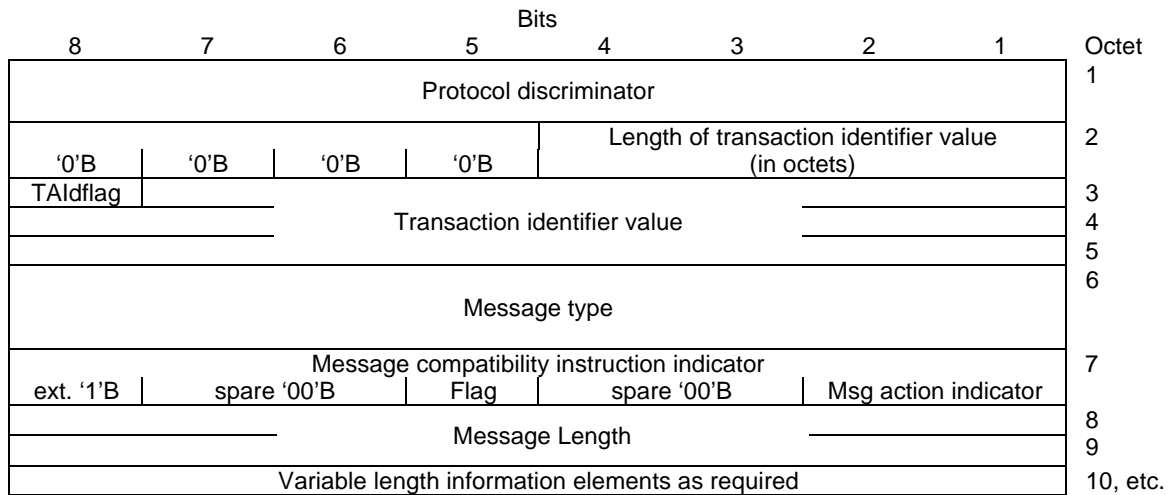 Bits
8 7 6 5 4 3 2 1 Octet
Protocol discriminator 1
Length of transaction identifier value 2
‘0’B ‘0’B ‘0’B ‘0’B (in octets)
TAIdflag 3
Transaction identifier value 4
5
6
Message type
Message compatibility instruction indicator 7
ext. ‘1’B spare ‘00’B Flag spare ‘00’B Msg action indicator
8
Message Length
9
Variable length information elements as required 10, etc.